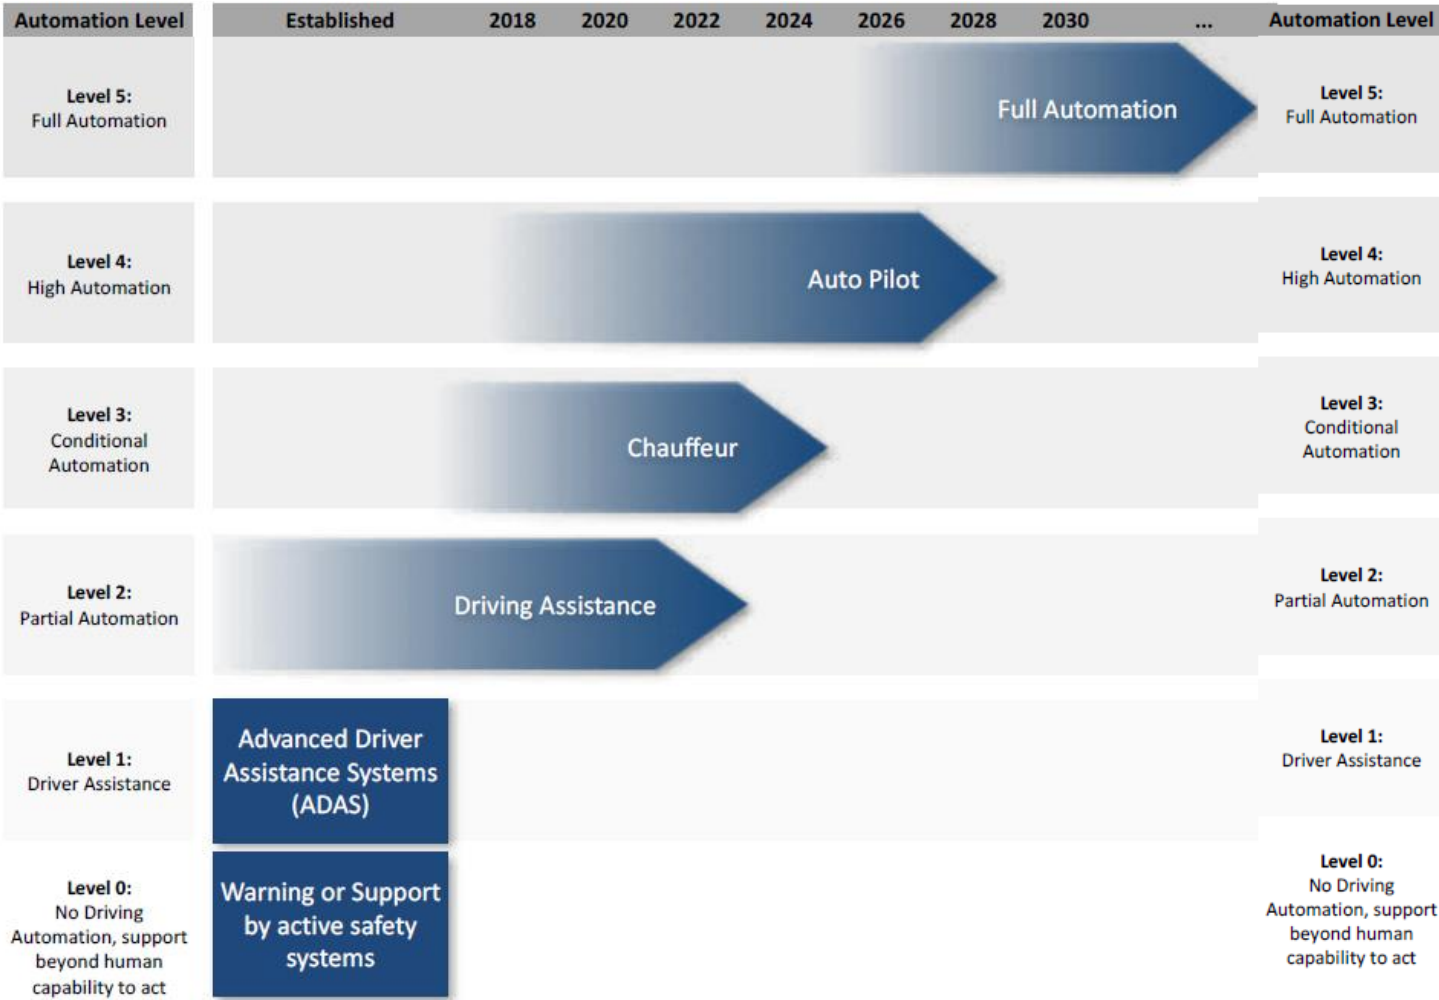 Automation Level Established 2018 2020 2022 2024 2026 2028 2030 ... Automation Level
Level 5:
Full Automation
Full Automation
Level 5:
Full Automation
Level 4:
High Automation
Auto Pilot
Level 4:
High Automation
Level 3:
Conditional
Automation
Chauffeur
Level 3:
Conditional
Automation
Level 2:
Partial Automation
Driving Assistance
Level 2:
Partial Automation
Level 1:
Driver Assistance
Advanced Driver
Assistance Systems
(ADAS)
Level 1:
Driver Assistance
Level 0:
No Driving
Automation, support
beyond human
capability to act
Warning or Support
by active safety
systems
Level 0:
No Driving
Automation, support
beyond human
capability to act